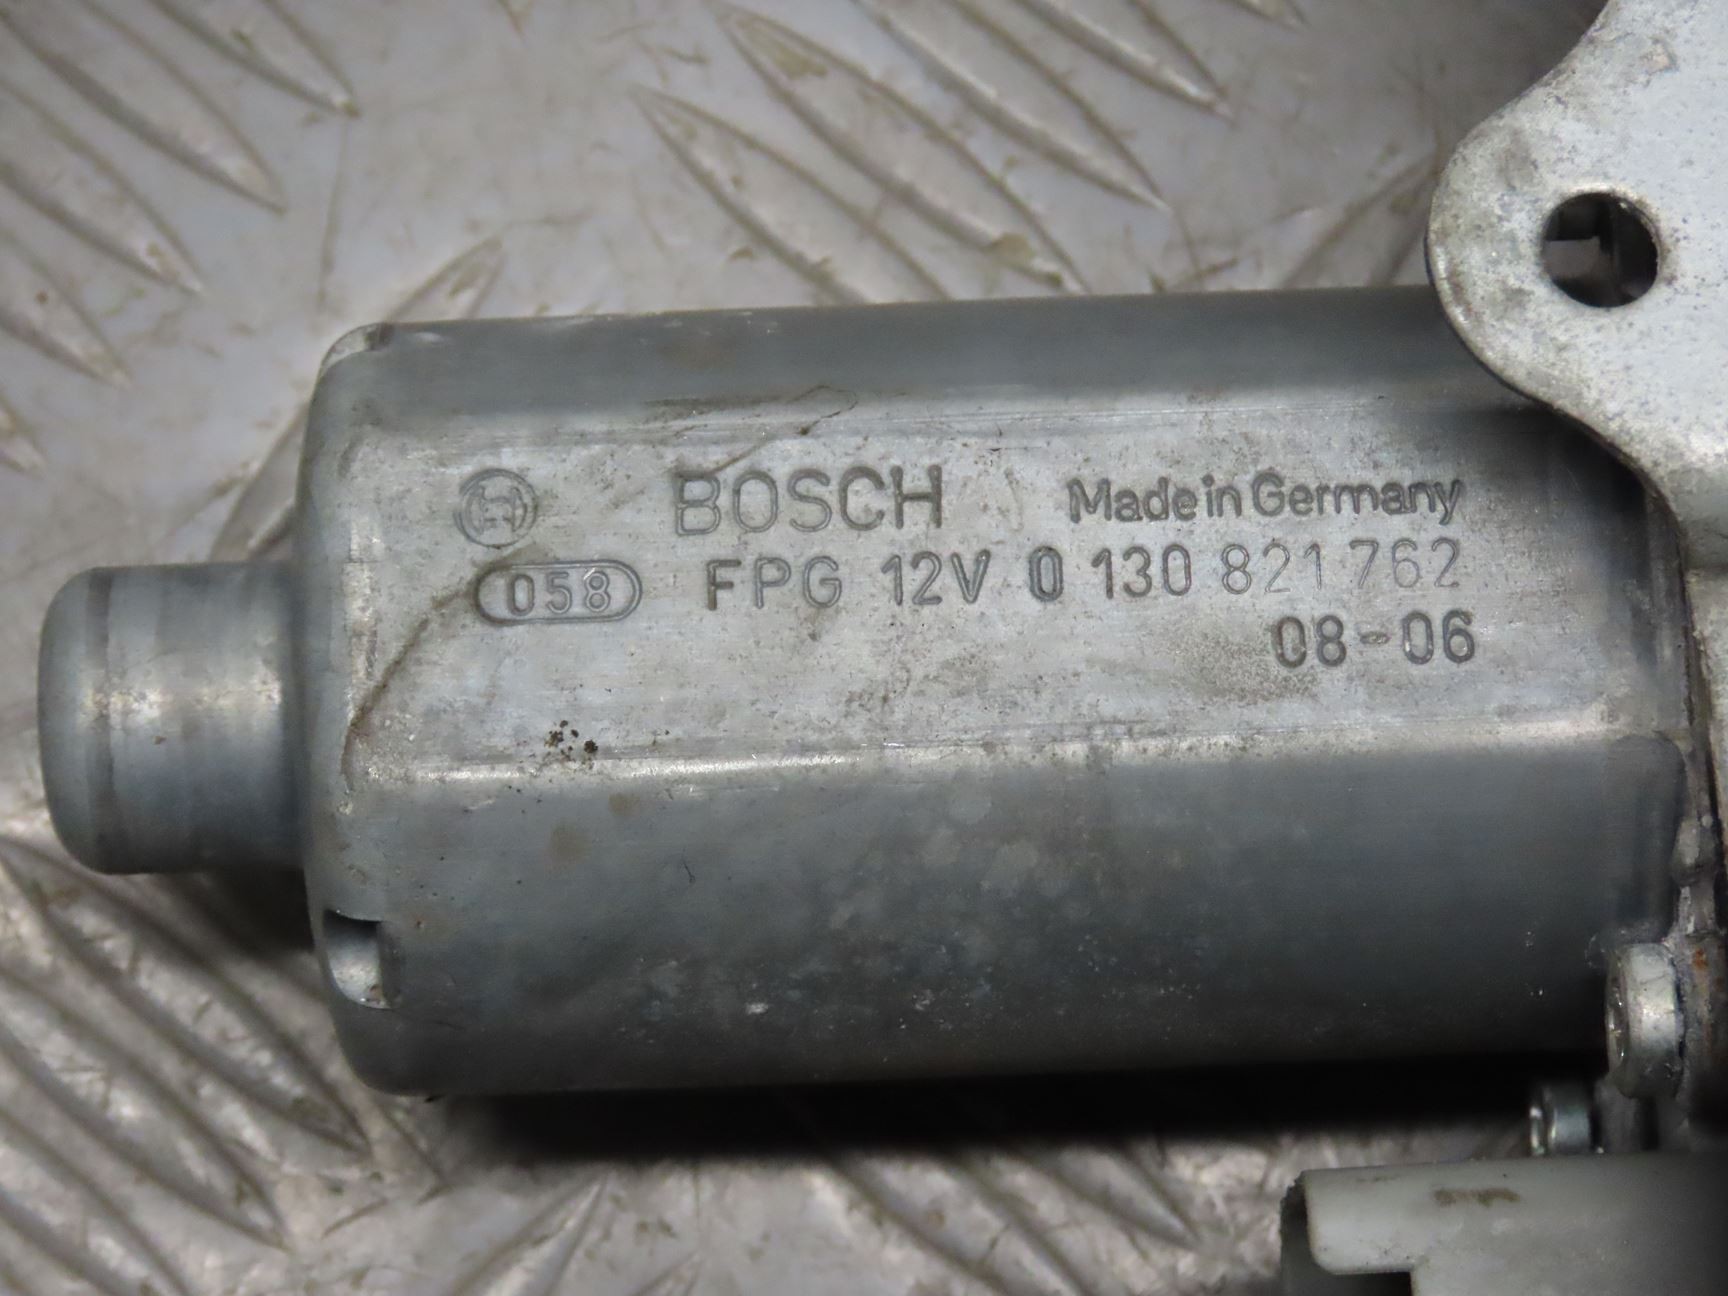 BOSCH Made in Germany
058 FPG 12V 0 130 821 762
08-06